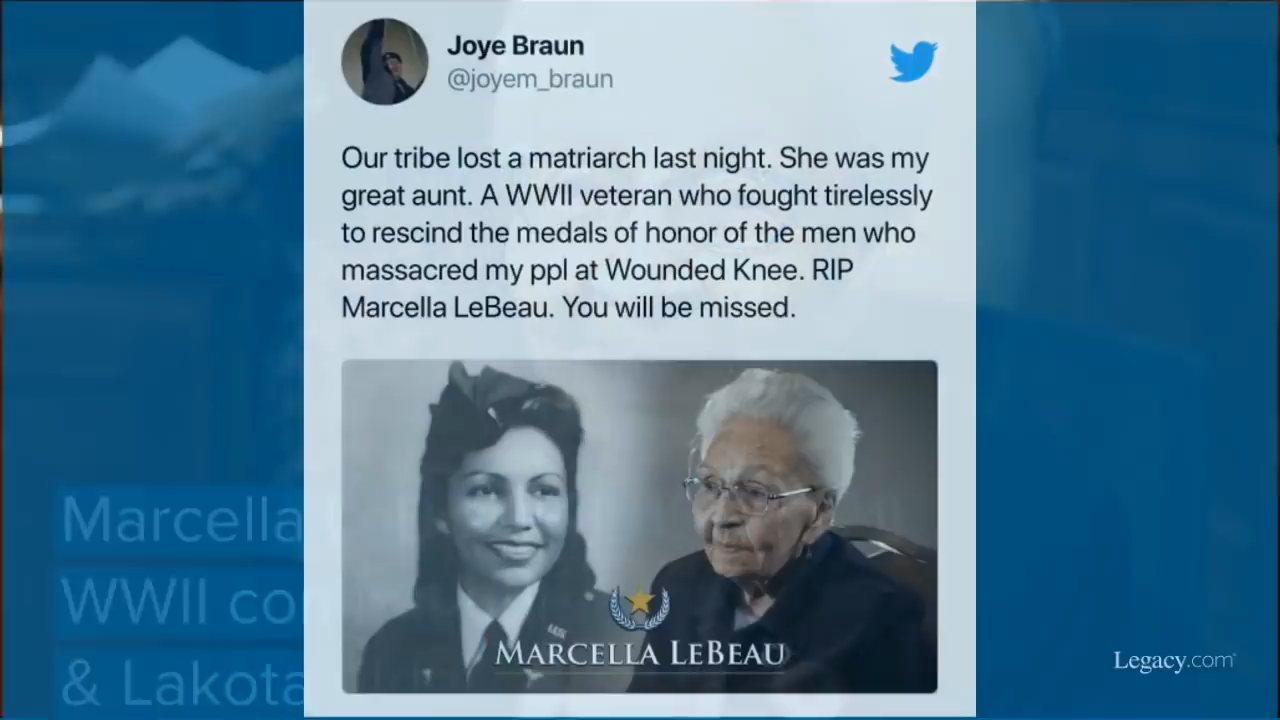 Joye Braun
@joyem_braun
Our tribe lost a matriarch last night. She was my
great aunt. A WWII veteran who fought tirelessly
to rescind the medals of honor of the men who
massacred my ppl at Wounded Knee. RIP
Marcella LeBeau. You will be missed.
MARCELLA LEBEAU
Marcella
WWII
& Lakota
Legacy.com